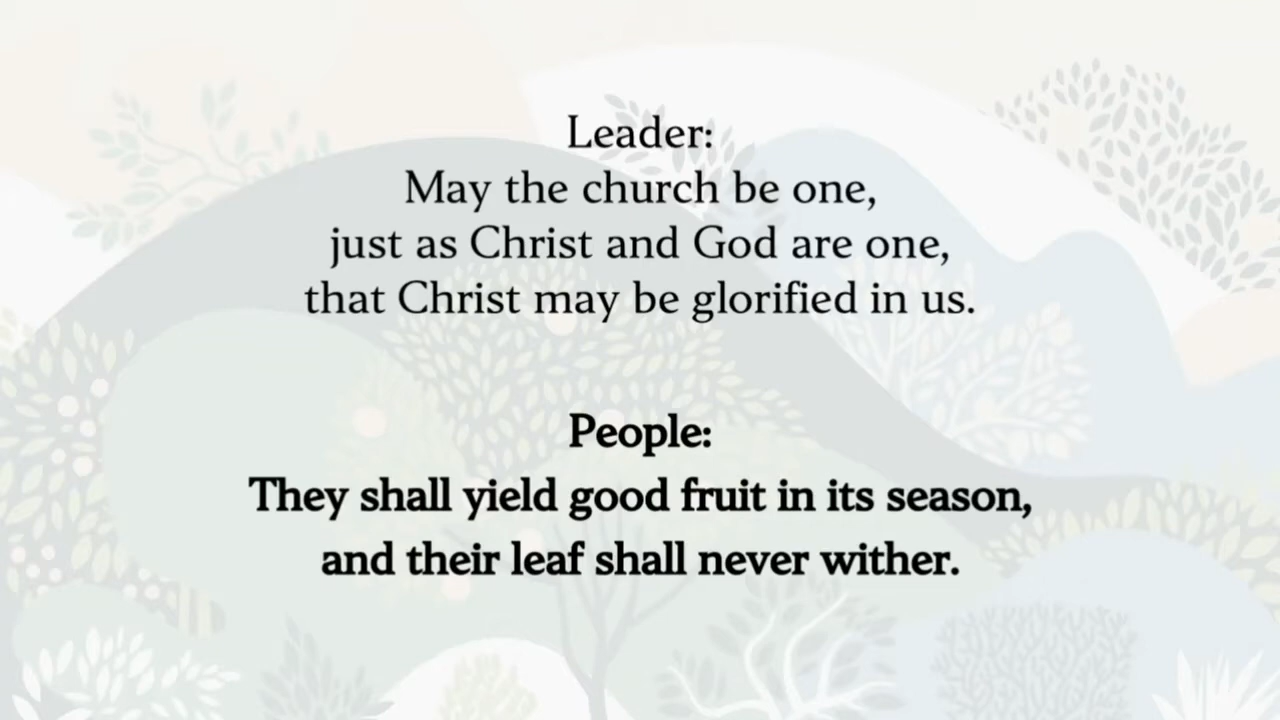 Leader:
May the church be one,
just as Christ and God are one,
that Christ may be glorified in us.
People:
They shall yield good fruit in its season,
and their leaf shall never wither.